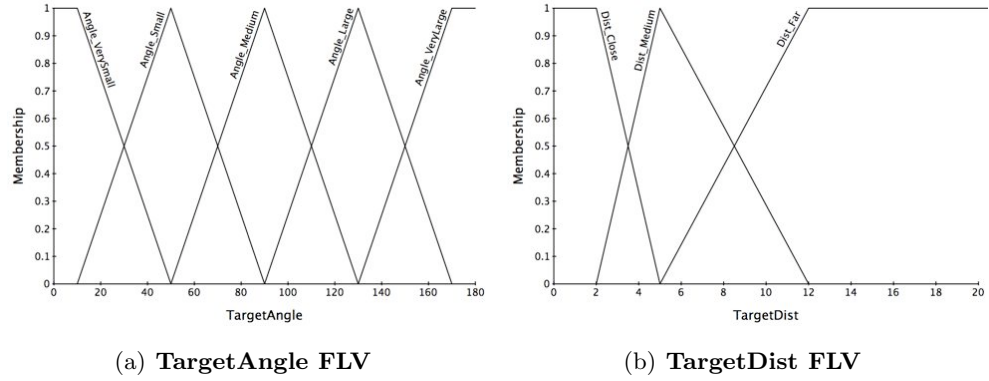 Membership
1
0.9
0.8
0.7
0.6
0.5
0.4
0.3
0.2
0.1
0
Angle_VerySmall
Angle_Small
Angle_Medium
Angle_Large
Angle_VeryLarge
0 20 40 60 80 100 120 140 160 180
TargetAngle
(a) TargetAngle FLV
Membership
1
0.9
0.8
0.7
0.6
0.5
0.4
0.3
0.2
0.1
0
Dist_Close
Dist_Medium
Dist_Far
0 2 4 6 8 10 12 14 16 18 20
TargetDist
(b) TargetDist FLV